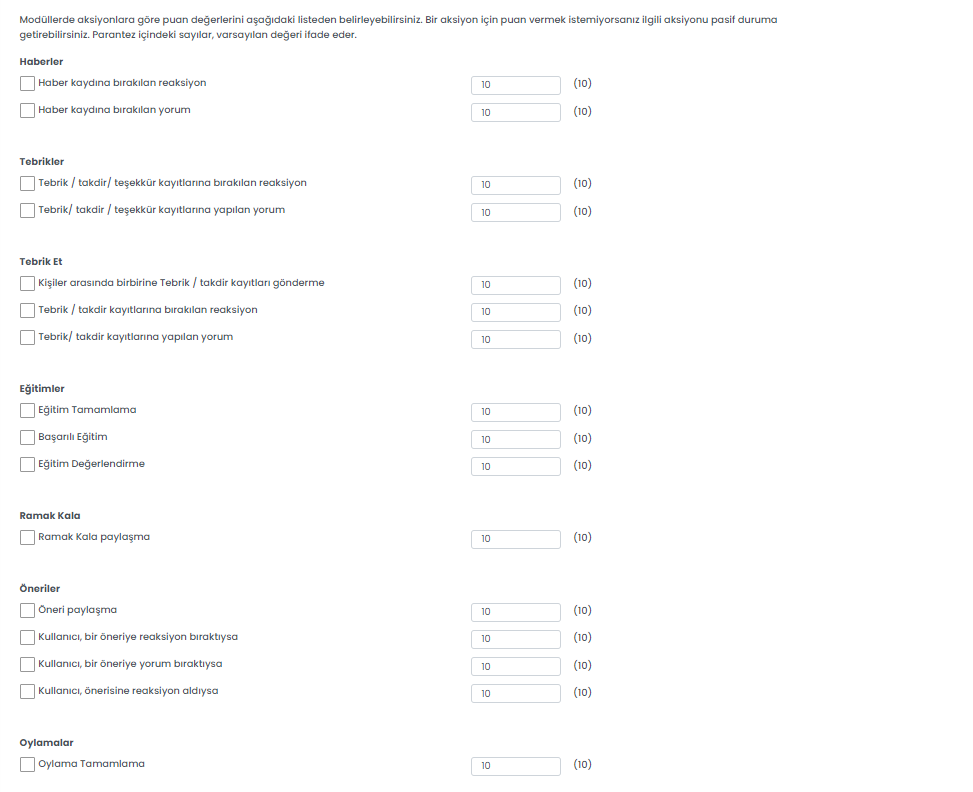 Modüllerde aksiyonlara göre puan değerlerini aşağıdaki listeden belirleyebilirsiniz. Bir aksiyon için puan vermek istemiyorsanız ilgili aksiyonu pasif duruma
getirebilirsiniz. Parantez içindeki sayılar, varsayılan değeri ifade eder.
Haberler
Haber kaydına bırakılan reaksiyon 10 (10)
Haber kaydına bırakılan yorum 10 (10)
Tebrikler
Tebrik / takdir/ teşekkür kayıtlarına bırakılan reaksiyon 10 (10)
Tebrik/ takdir / teşekkür kayıtlarına yapılan yorum 10 (10)
Tebrik Et
Kişiler arasında birbirine Tebrik / takdir kayıtları gönderme 10 (10)
Tebrik / takdir kayıtlarına bırakılan reaksiyon 10 (10)
Tebrik/ takdir kayıtlarına yapılan yorum 10 (10)
Eğitimler
Eğitim Tamamlama 10 (10)
Başarılı Eğitim 10 (10)
Eğitim Değerlendirme 10 (10)
Ramak Kala
Ramak Kala paylaşma 10 (10)
Öneriler
Öneri paylaşma 10 (10)
Kullanıcı, bir öneriye reaksiyon bıraktıysa 10 (10)
Kullanıcı, bir öneriye yorum bıraktıysa 10 (10)
Kullanıcı, önerisine reaksiyon aldıysa 10 (10)
Oylamalar
Oylama Tamamlama 10 (10)